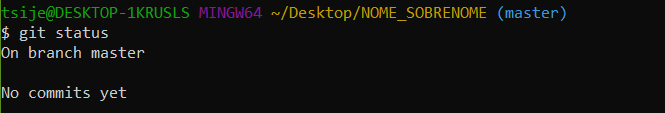 tsije@DESKTOP-1KRUSLS MINGW64 ~/Desktop/NOME_SOBRENOME (master)
$ git status
On branch master
No commits yet